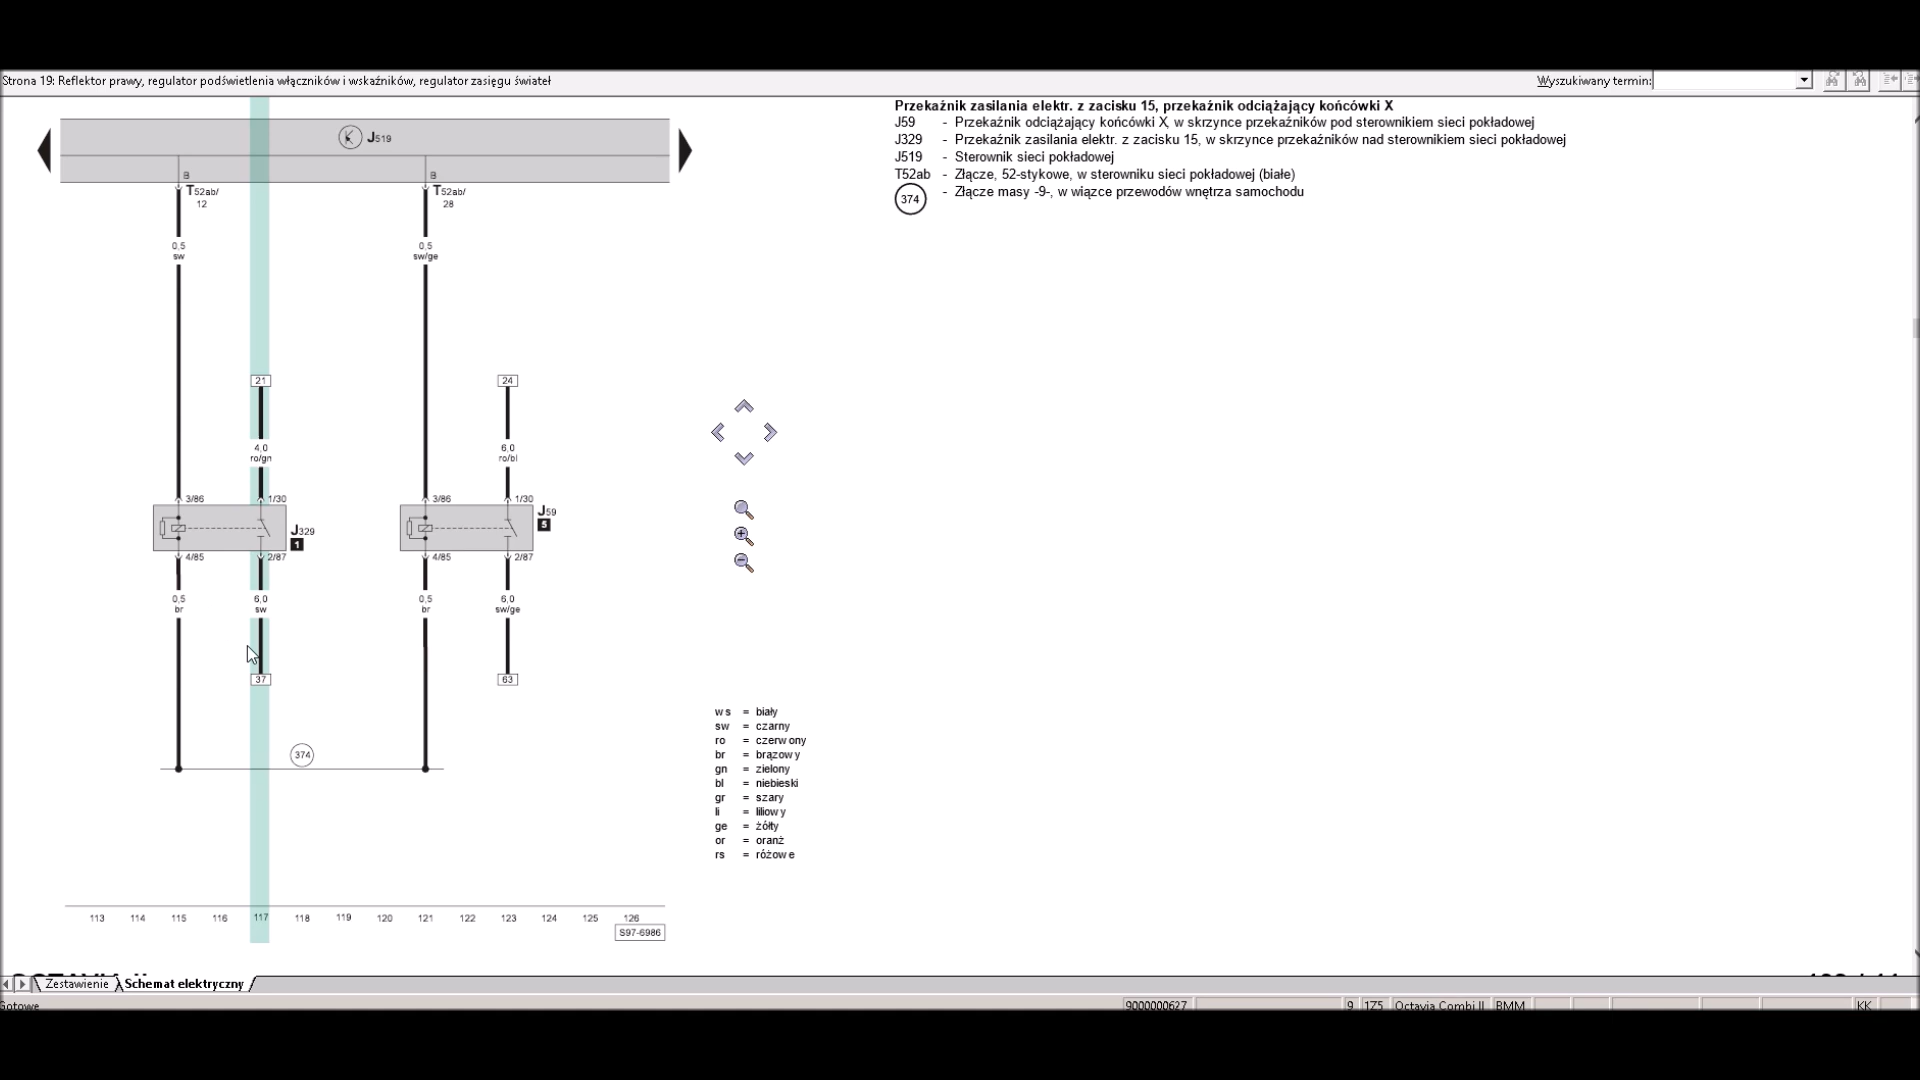 Strona 19: Reflektor prawy, regulator podświetlenia włączników i wskaźników, regulator zasięgu świateł
Wyszukiwany termin:
J519
B
B
T52ab/
12
T52ab/
28
0,5
sw
0,5
sw/ge
21
24
4,0
ro/gn
6,0
ro/bl
3/86
1/30
3/86
1/30
J329
1
J59
5
4/85
2/87
4/85
2/87
0,5
br
6,0
sw
0,5
br
6,0
sw/ge
37
63
374
113 114 115 116 117 118 119 120 121 122 123 124 125 126
S97-6986
Przekaźnik zasilania elektr. z zacisku 15, przekaźnik odciążający końcówki X
J59 - Przekaźnik odciążający końcówki X, w skrzynce przekaźników pod sterownikiem sieci pokładowej
J329 - Przekaźnik zasilania elektr. z zacisku 15, w skrzynce przekaźników nad sterownikiem sieci pokładowej
J519 - Sterownik sieci pokładowej
T52ab - Złącze, 52-stykowe, w sterowniku sieci pokładowej (białe)
374 - Złącze masy -9-, w wiązce przewodów wnętrza samochodu
ws = biały
sw = czarny
ro = czerwony
br = brązowy
gn = zielony
bl = niebieski
gr = szary
li = liliowy
ge = żółty
or = oranż
rs = różowe
Zestawienie Schemat elektryczny
Gotowe
9000000627 9 1Z5 Octavia Combi II BMM KK